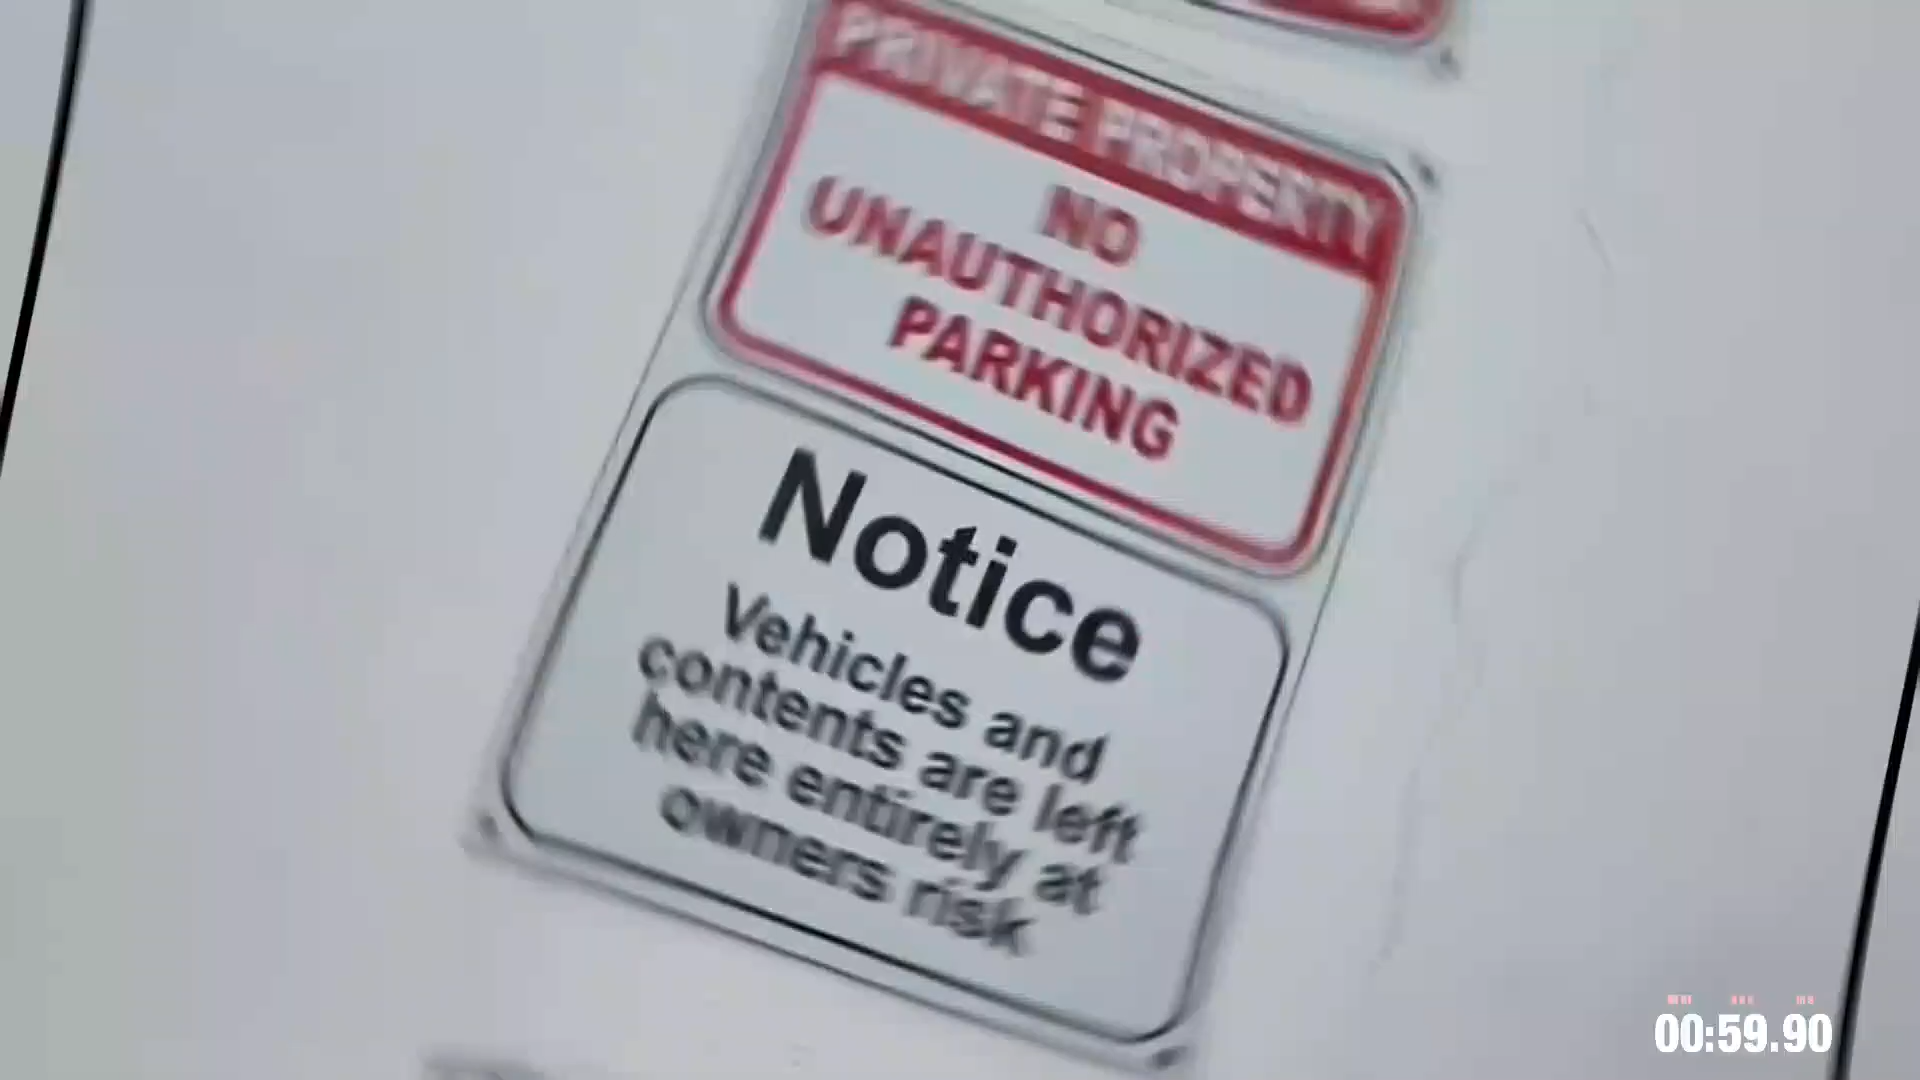 PRIVATE PROPERTY
NO
UNAUTHORIZED
PARKING
Notice
Vehicles and
contents are left
here entirely at
owners risk
00:59.90